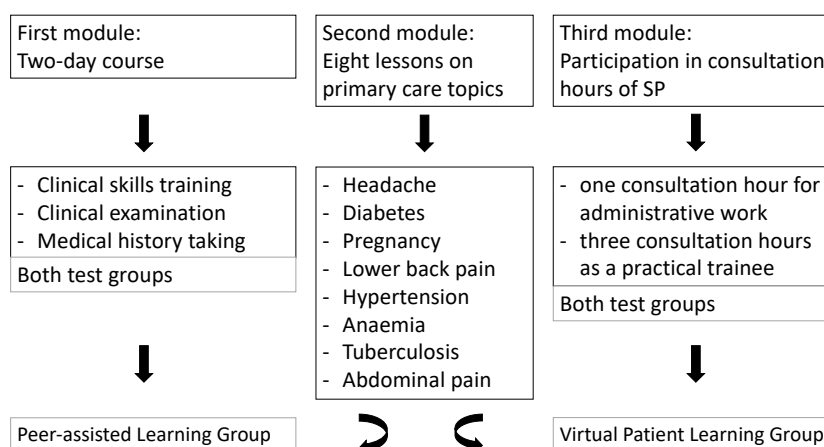 First module:
Two-day course
Second module:
Eight lessons on
primary care topics
Third module:
Participation in consultation
hours of SP
- Clinical skills training
- Clinical examination
- Medical history taking
Both test groups
- Headache
- Diabetes
- Pregnancy
- Lower back pain
- Hypertension
- Anaemia
- Tuberculosis
- Abdominal pain
- one consultation hour for
administrative work
- three consultation hours
as a practical trainee
Both test groups
Peer-assisted Learning Group
Virtual Patient Learning Group